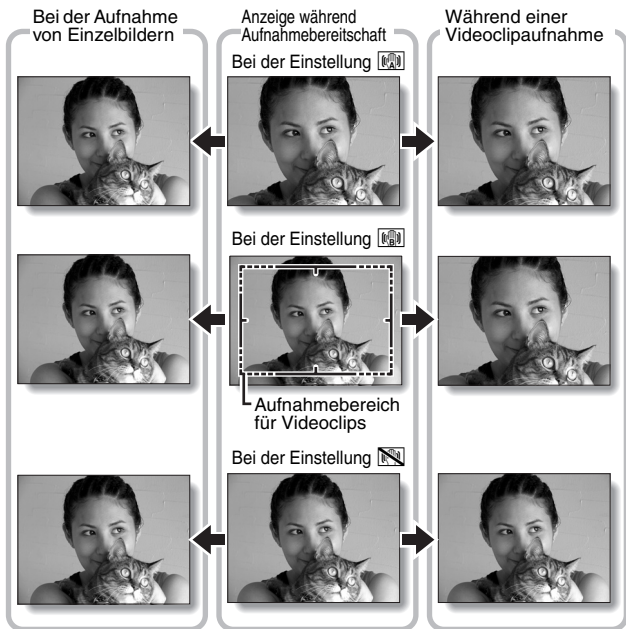 Bei der Aufnahme
von Einzelbildern
Anzeige während
Aufnahmebereitschaft
Während einer
Videoclipaufnahme
Bei der Einstellung A
Bei der Einstellung B
Aufnahmebereich
für Videoclips
Bei der Einstellung